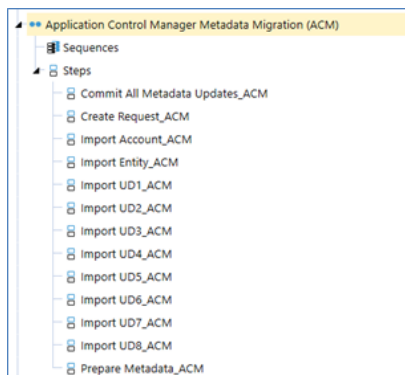 Application Control Manager Metadata Migration (ACM)
Sequences
Steps
Commit All Metadata Updates_ACM
Create Request_ACM
Import Account_ACM
Import Entity_ACM
Import UD1_ACM
Import UD2_ACM
Import UD3_ACM
Import UD4_ACM
Import UD5_ACM
Import UD6_ACM
Import UD7_ACM
Import UD8_ACM
Prepare Metadata_ACM